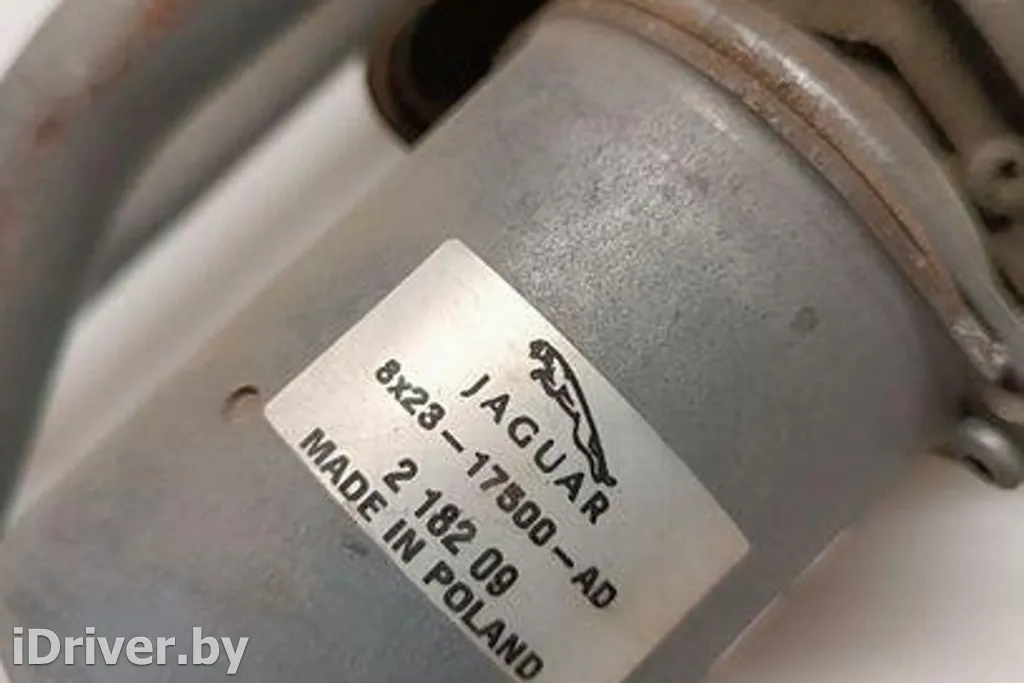 JAGUAR
8X23-17500-AD
2 182 09
MADE IN POLAND
iDriver.by